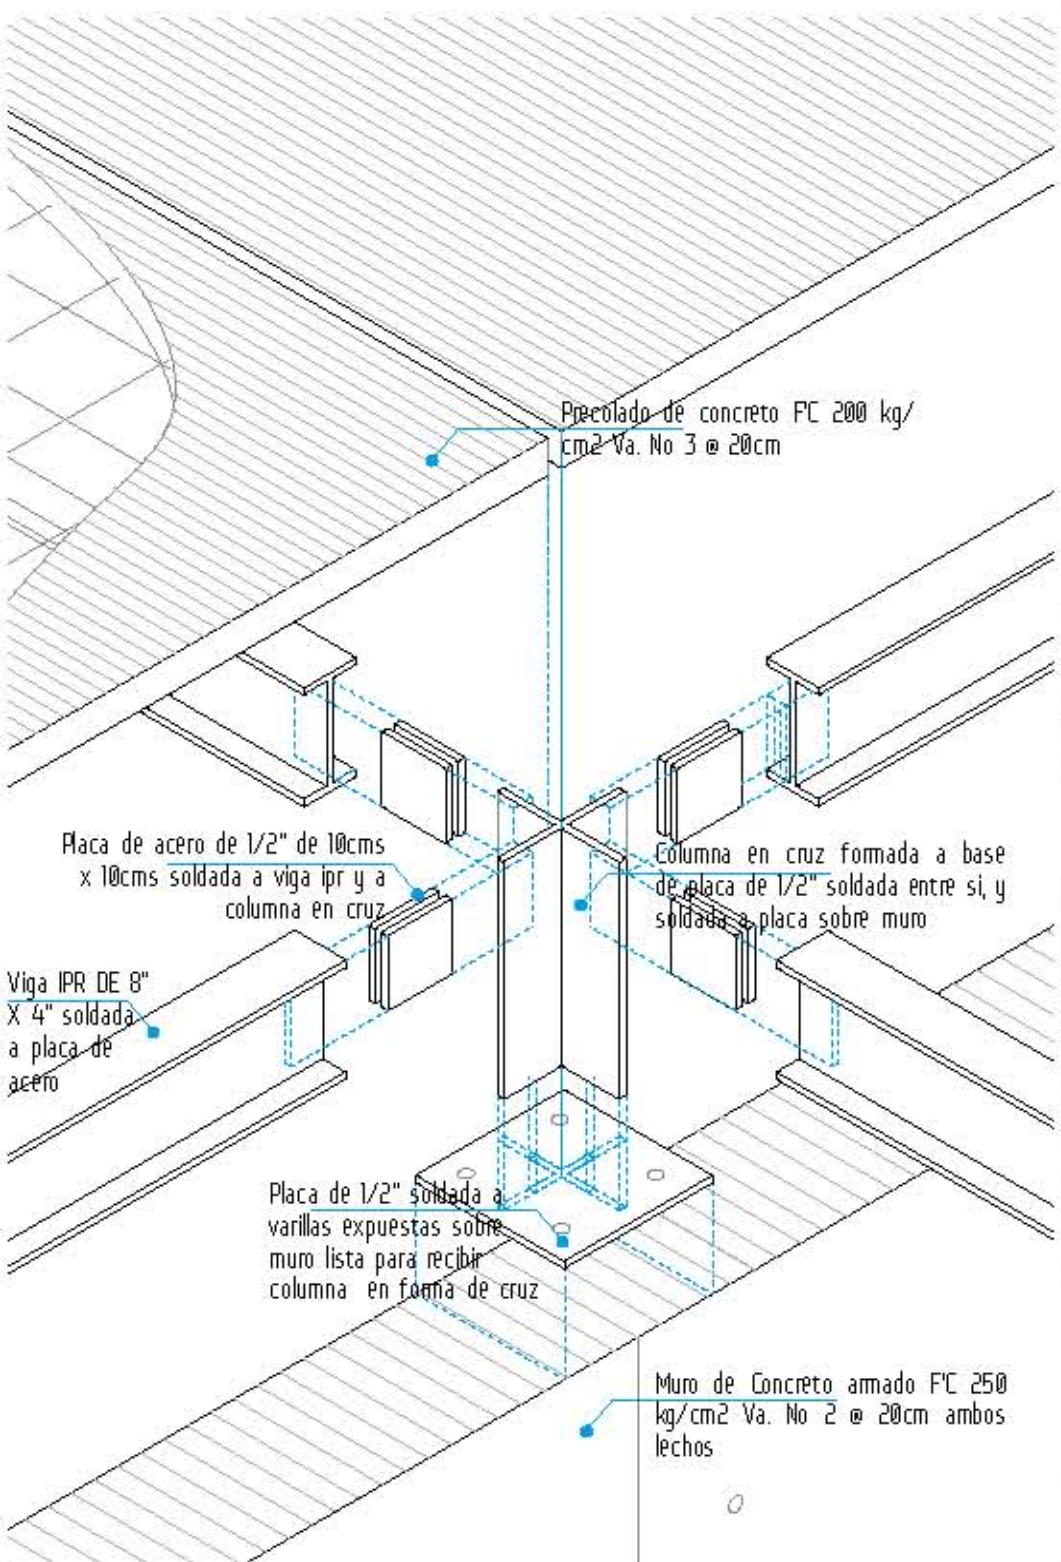 Precolado de concreto F'C 200 kg/
cm2 Va. No 3 @ 20cm
Placa de acero de 1/2" de 10cms
x 10cms soldada a viga ipr y a
columna en cruz
Columna en cruz formada a base
de placa de 1/2" soldada entre si, y
soldada a placa sobre muro
Viga IPR DE 8"
X 4" soldada
a placa de
acero
Placa de 1/2" soldada a
varillas expuestas sobre
muro lista para recibir
columna en forma de cruz
Muro de Concreto armado F'C 250
kg/cm2 Va. No 2 @ 20cm ambos
lechos